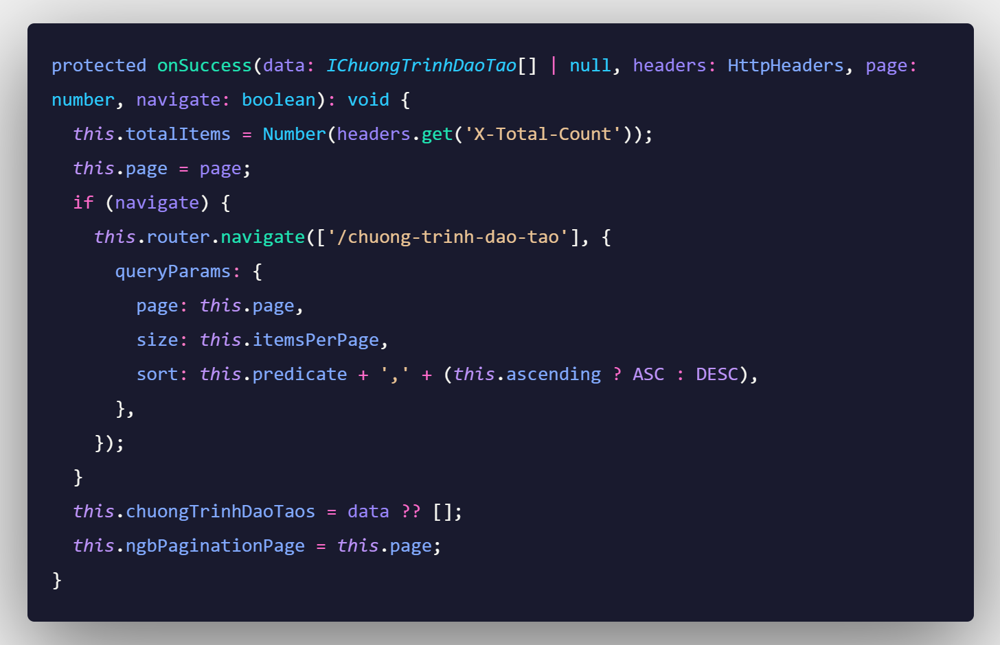 protected onSuccess(data: IChuongTrinhDaoTao[] | null, headers: HttpHeaders, page:
number, navigate: boolean): void {
  this.totalItems = Number(headers.get('X-Total-Count'));
  this.page = page;
  if (navigate) {
    this.router.navigate(['/chuong-trinh-dao-tao'], {
      queryParams: {
        page: this.page,
        size: this.itemsPerPage,
        sort: this.predicate + ',' + (this.ascending ? ASC : DESC),
      },
    });
  }
  this.chuongTrinhDaoTaos = data ?? [];
  this.ngbPaginationPage = this.page;
}